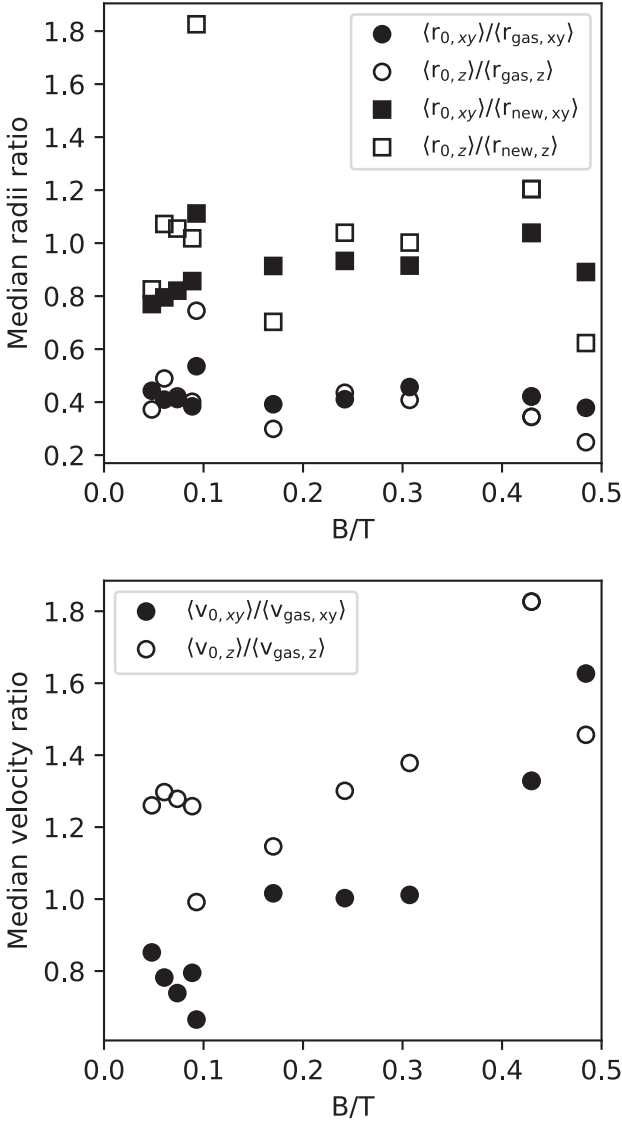 1.8
1.6
1.4
1.2
1.0
0.8
0.6
0.4
0.2
Median radii ratio
⟨r0,xy⟩/⟨rgas,xy⟩
⟨r0,z⟩/⟨rgas,z⟩
⟨r0,xy⟩/⟨rnew,xy⟩
⟨r0,z⟩/⟨rnew,z⟩
0.0 0.1 0.2 0.3 0.4 0.5
B/T
1.8
1.6
1.4
1.2
1.0
0.8
Median velocity ratio
⟨v0,xy⟩/⟨vgas,xy⟩
⟨v0,z⟩/⟨vgas,z⟩
0.0 0.1 0.2 0.3 0.4 0.5
B/T